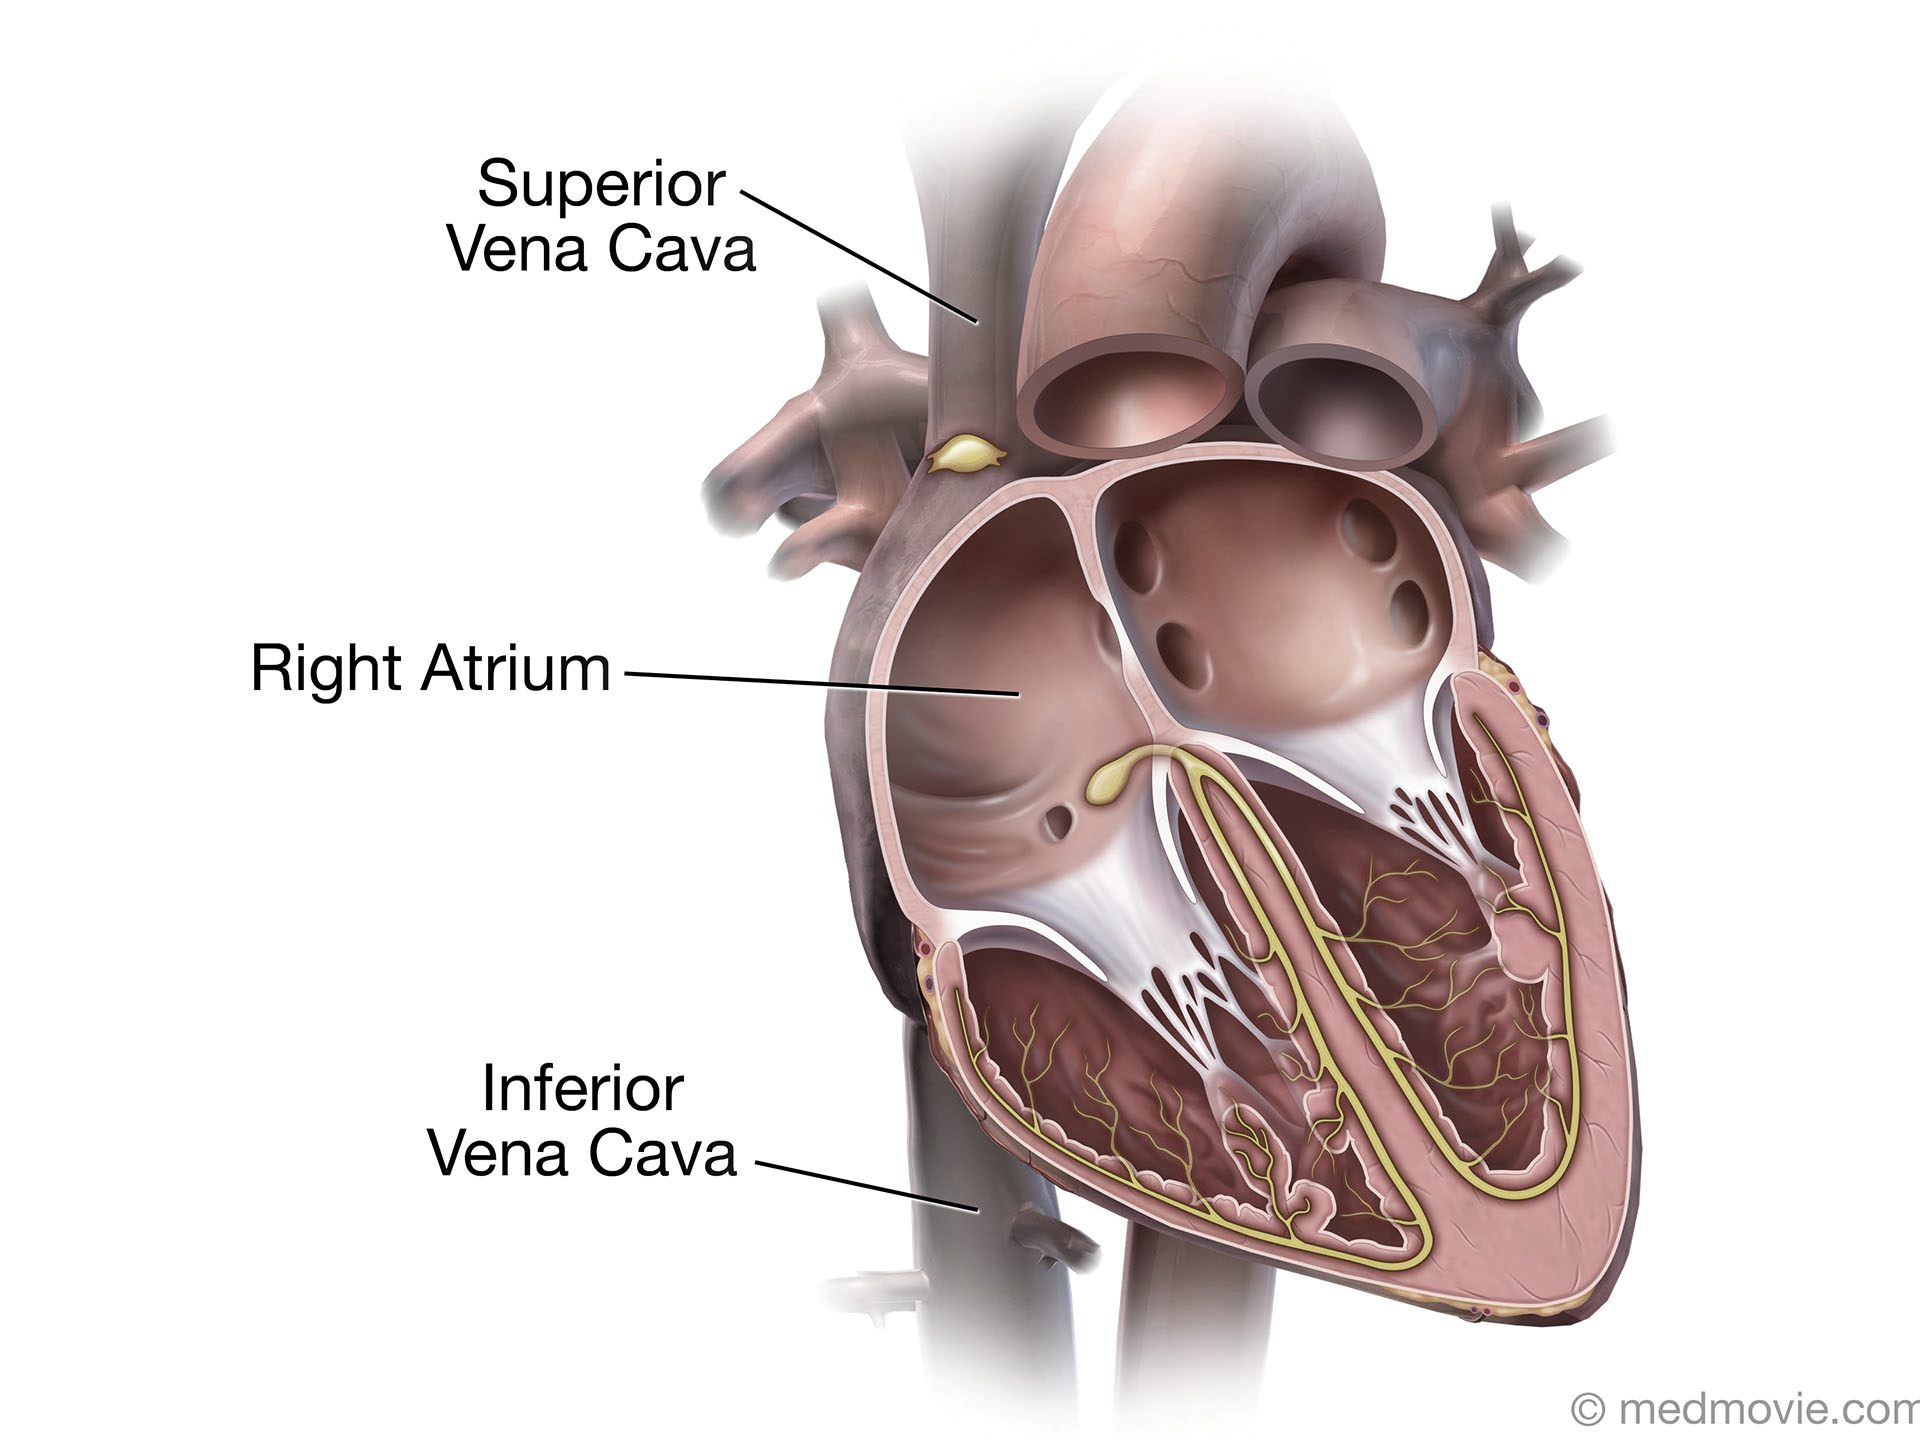 Superior
Vena Cava
Right Atrium
Inferior
Vena Cava
© medmovie.com